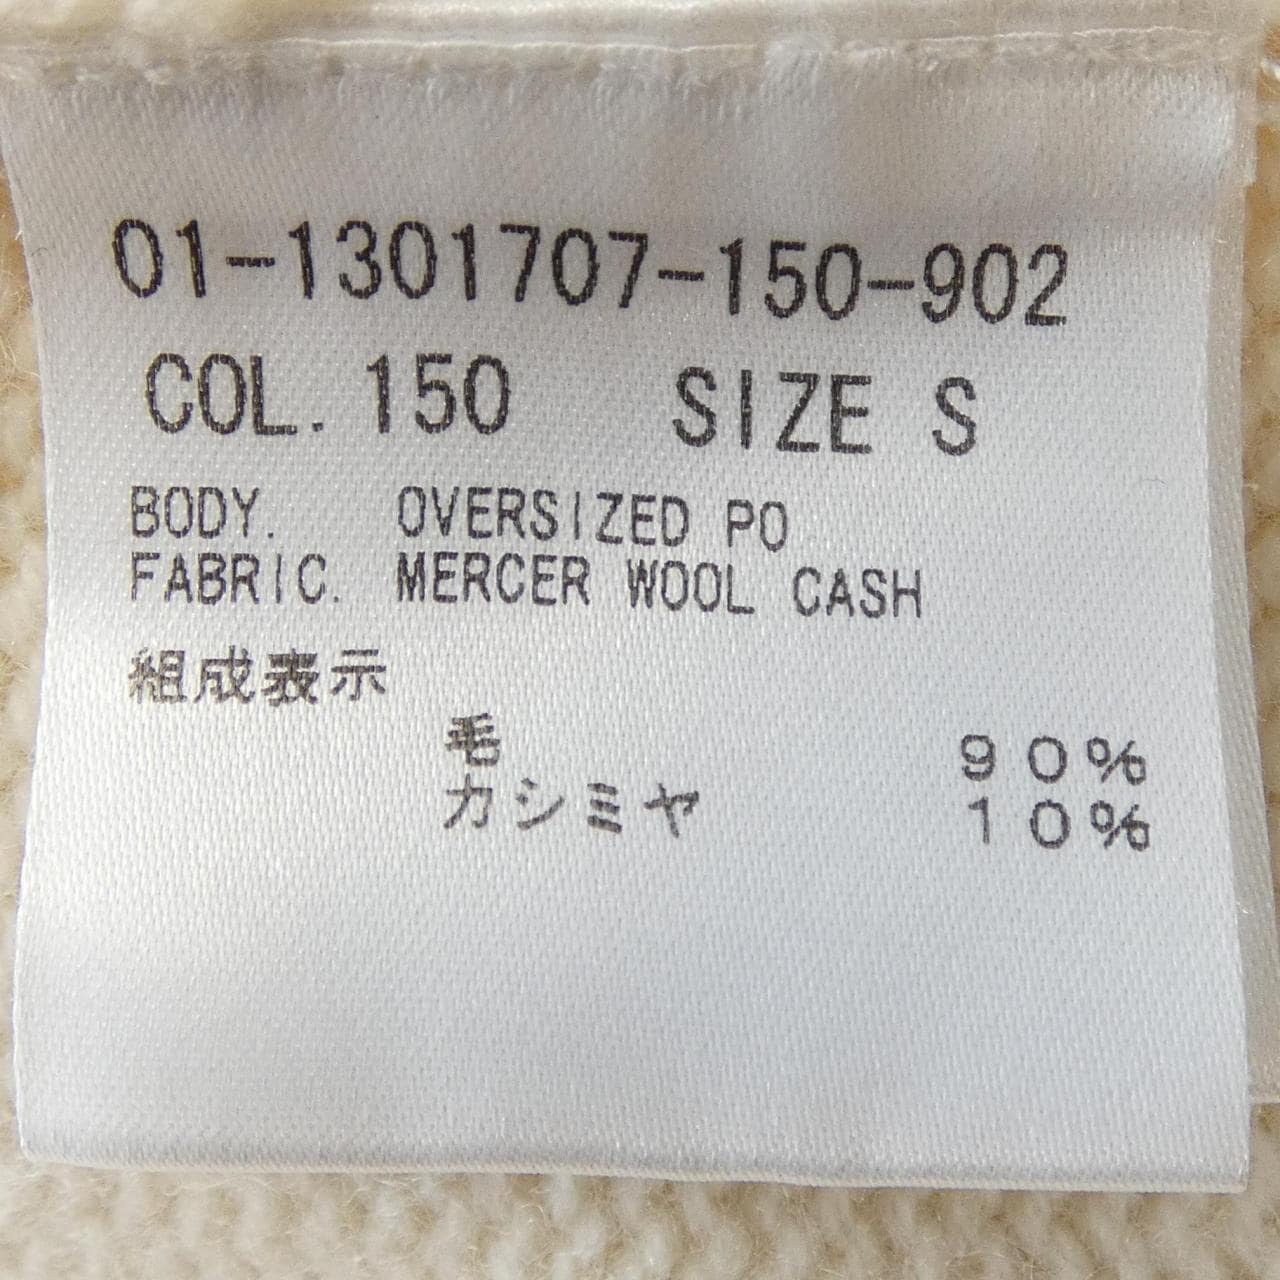 01-1301707-150-902
COL. 150 SIZE S
BODY. OVERSIZED PO
FABRIC. MERCER WOOL CASH
組成表示
毛 90%
カシミヤ 10%